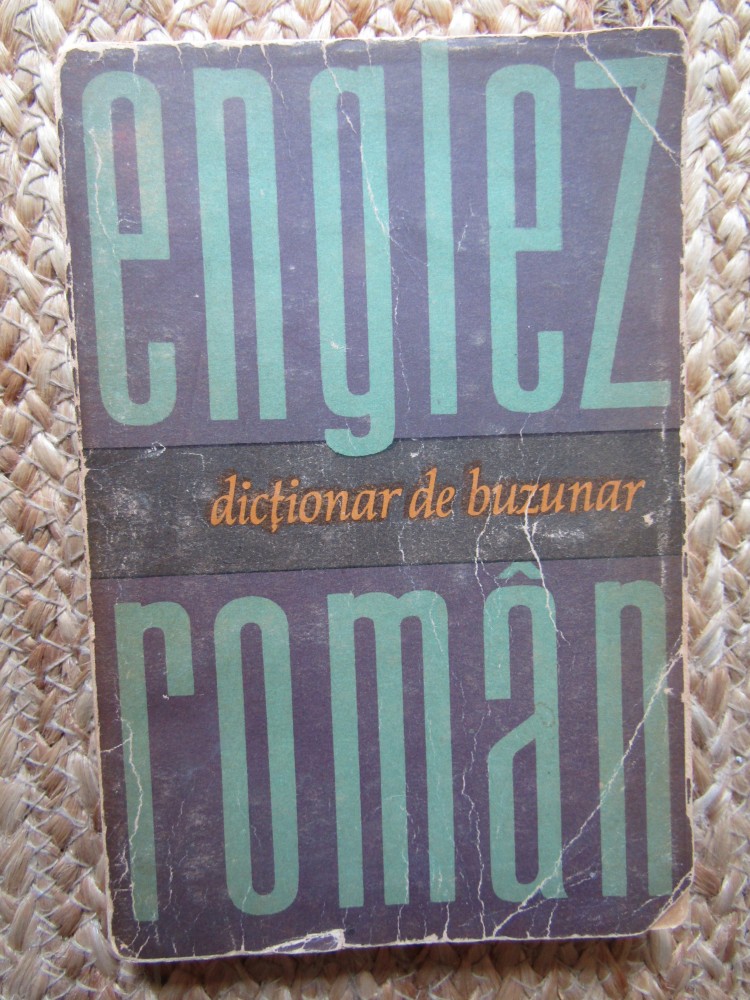 englez
dicționar de buzunar
român